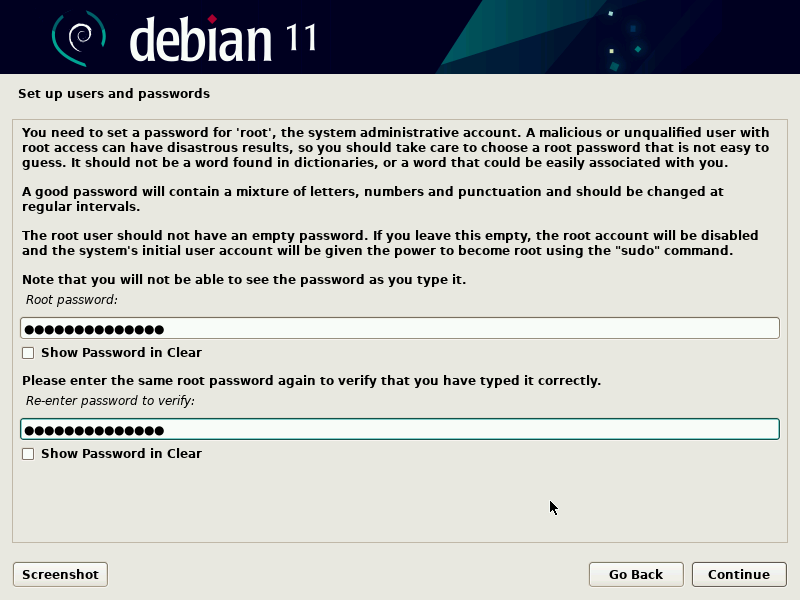 debian 11
Set up users and passwords
You need to set a password for 'root', the system administrative account. A malicious or unqualified user with
root access can have disastrous results, so you should take care to choose a root password that is not easy to
guess. It should not be a word found in dictionaries, or a word that could be easily associated with you.
A good password will contain a mixture of letters, numbers and punctuation and should be changed at
regular intervals.
The root user should not have an empty password. If you leave this empty, the root account will be disabled
and the system's initial user account will be given the power to become root using the "sudo" command.
Note that you will not be able to see the password as you type it.
Root password:
●●●●●●●●●●●●●●
Show Password in Clear
Please enter the same root password again to verify that you have typed it correctly.
Re-enter password to verify:
●●●●●●●●●●●●●●
Show Password in Clear
Screenshot Go Back Continue